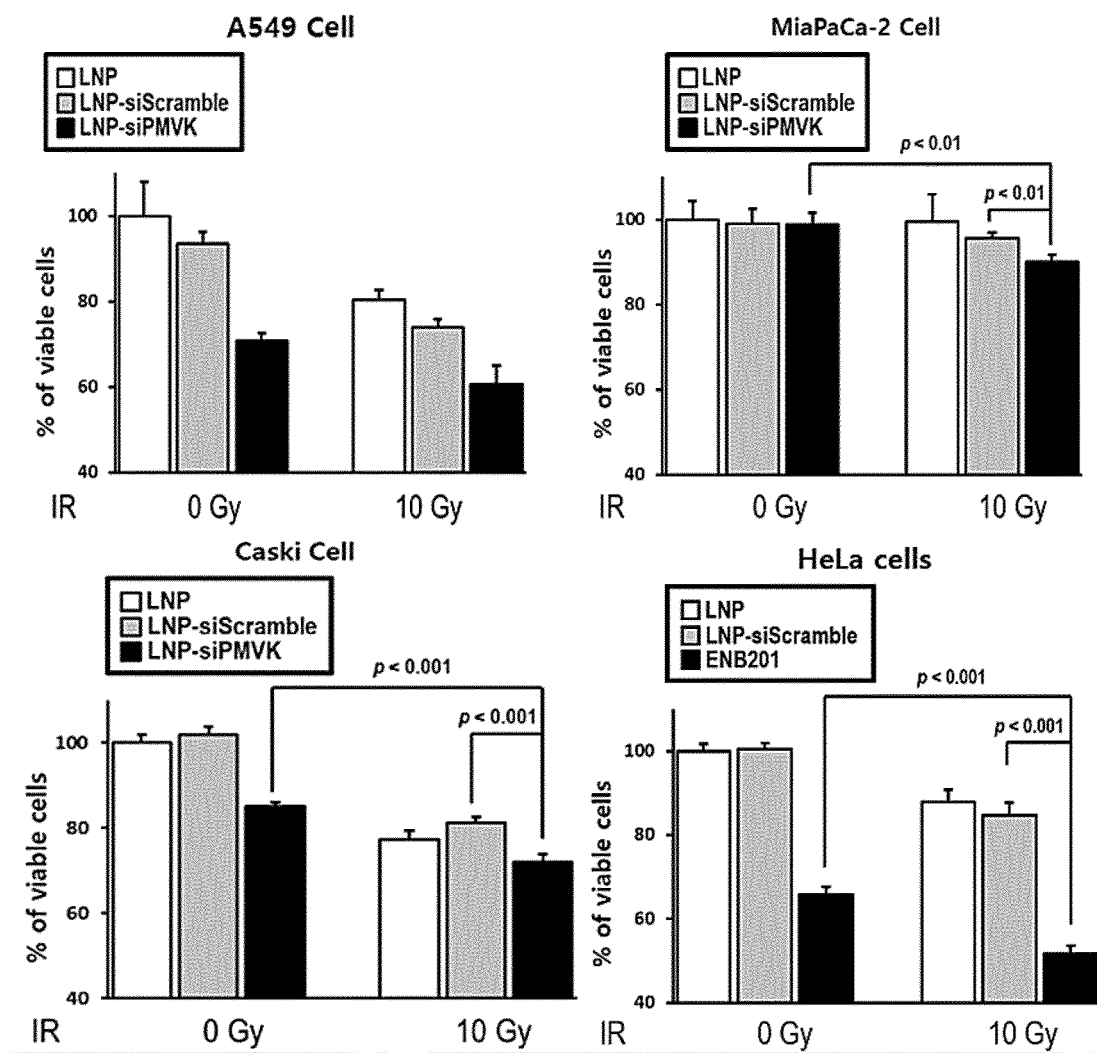 A549 Cell
LNP
LNP-siScramble
LNP-siPMVK
% of viable cells
100
80
60
40
IR
0 Gy
10 Gy
MiaPaCa-2 Cell
LNP
LNP-siScramble
LNP-siPMVK
p < 0.01
p < 0.01
% of viable cells
100
80
60
40
IR
0 Gy
10 Gy
Caski Cell
LNP
LNP-siScramble
LNP-siPMVK
p < 0.001
p < 0.001
% of viable cells
100
80
60
40
IR
0 Gy
10 Gy
HeLa cells
LNP
LNP-siScramble
ENB201
p < 0.001
p < 0.001
% of viable cells
100
80
60
40
IR
0 Gy
10 Gy